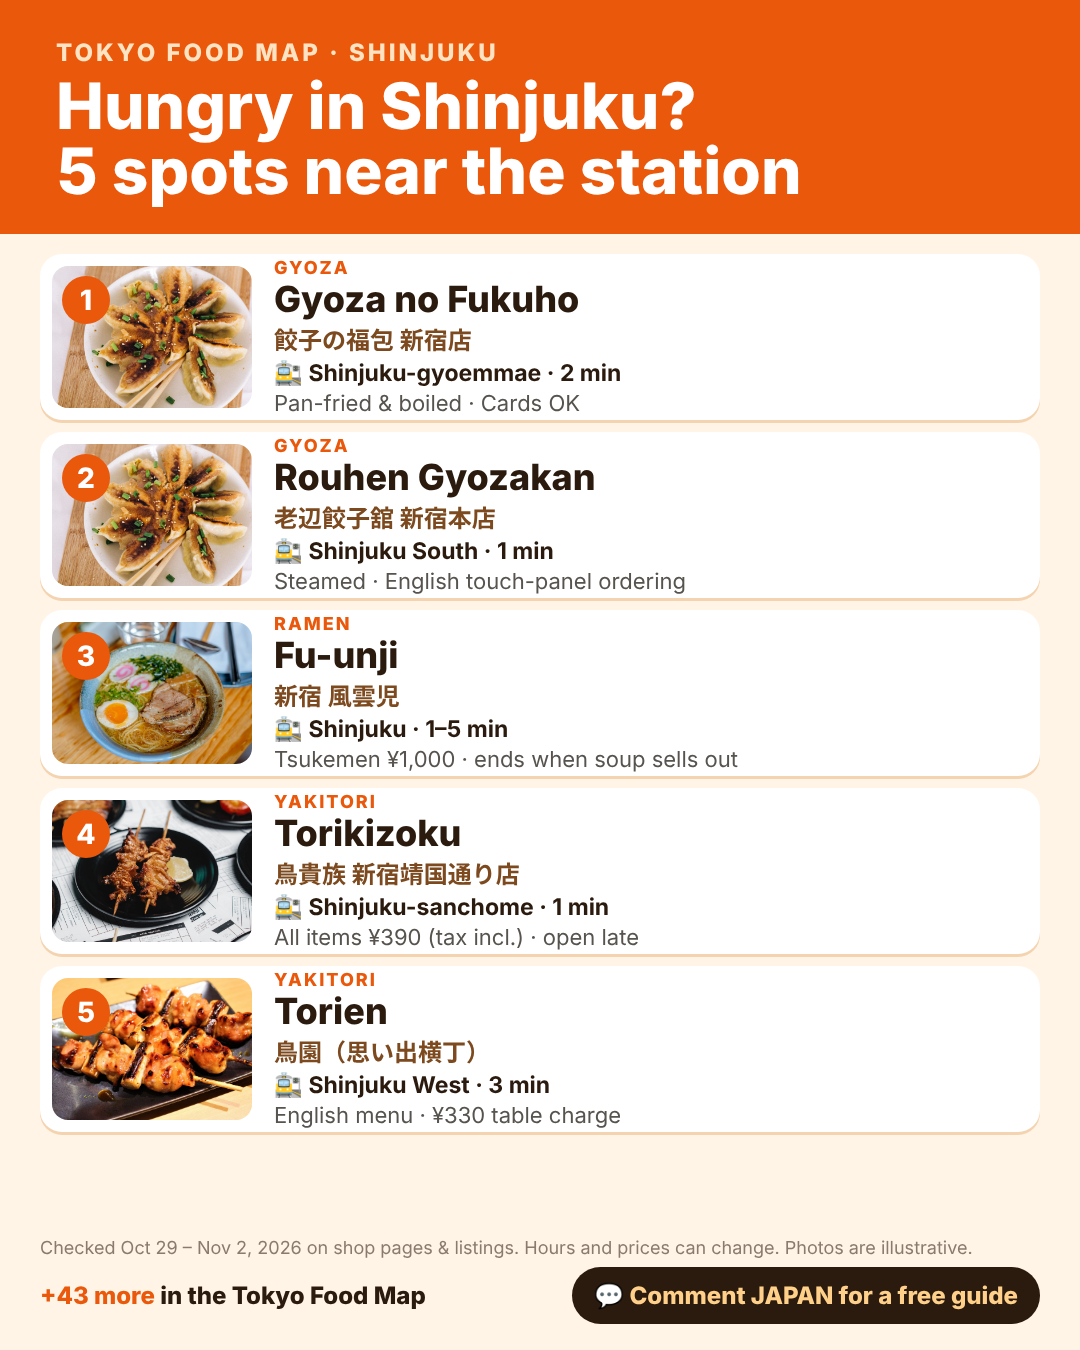 TOKYO FOOD MAP · SHINJUKU
Hungry in Shinjuku?
5 spots near the station
1
GYOZA
Gyoza no Fukuho
餃子の福包 新宿店
🚉 Shinjuku-gyoemmae · 2 min
Pan-fried & boiled · Cards OK
2
GYOZA
Rouhen Gyozakan
老辺餃子舘 新宿本店
🚉 Shinjuku South · 1 min
Steamed · English touch-panel ordering
3
RAMEN
Fu-unji
新宿 風雲児
🚉 Shinjuku · 1–5 min
Tsukemen ¥1,000 · ends when soup sells out
4
YAKITORI
Torikizoku
鳥貴族 新宿靖国通り店
🚉 Shinjuku-sanchome · 1 min
All items ¥390 (tax incl.) · open late
5
YAKITORI
Torien
鳥園（思い出横丁）
🚉 Shinjuku West · 3 min
English menu · ¥330 table charge
Checked Oct 29 – Nov 2, 2026 on shop pages & listings. Hours and prices can change. Photos are illustrative.
+43 more in the Tokyo Food Map
💬 Comment JAPAN for a free guide